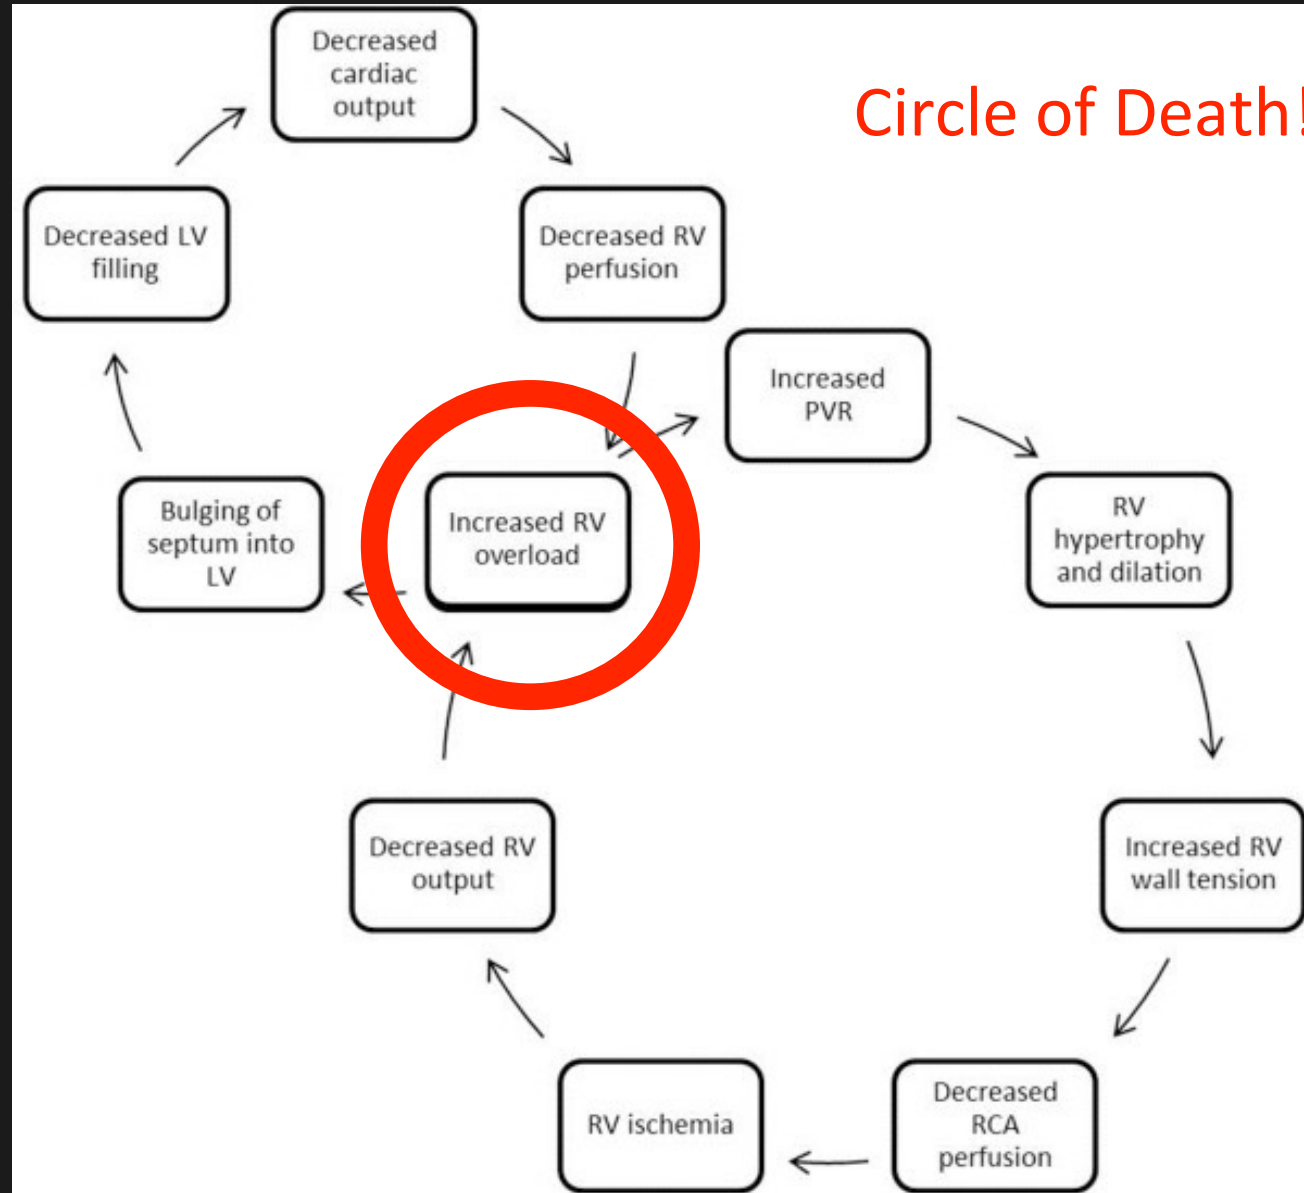 Circle of Death!
Decreased
cardiac
output
Decreased LV
filling
Decreased RV
perfusion
Increased
PVR
Bulging of
septum into
LV
Increased RV
overload
RV
hypertrophy
and dilation
Decreased RV
output
Increased RV
wall tension
RV ischemia
Decreased
RCA
perfusion